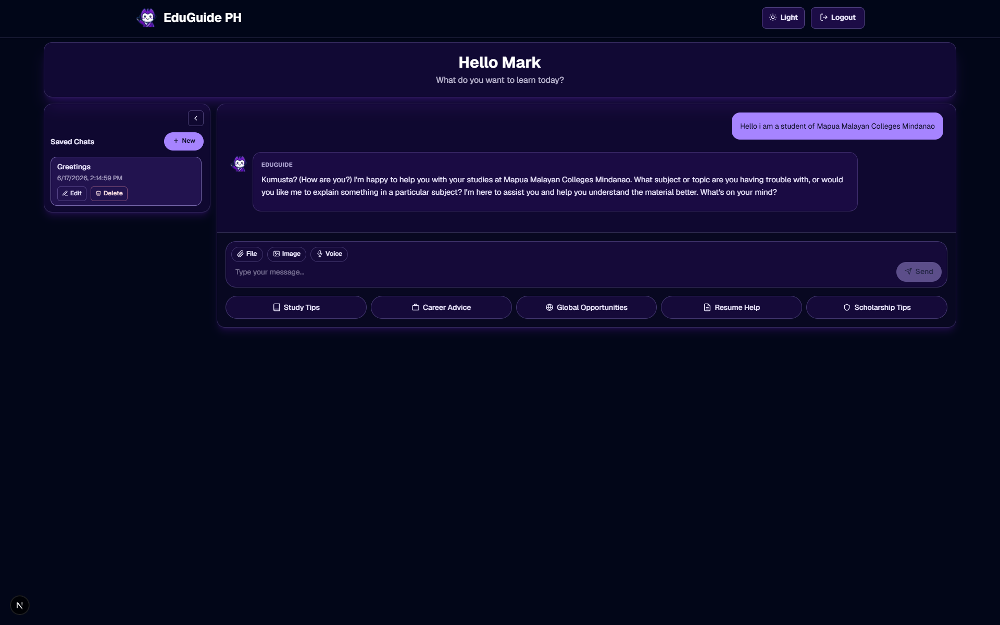 EduGuide PH
Light
Logout
Hello Mark
What do you want to learn today?
Saved Chats
New
Greetings
6/17/2026, 2:14:59 PM
Edit
Delete
Hello i am a student of Mapua Malayan Colleges Mindanao
EDUGUIDE
Kumusta? (How are you?) I'm happy to help you with your studies at Mapua Malayan Colleges Mindanao. What subject or topic are you having trouble with, or would
you like me to explain something in a particular subject? I'm here to assist you and help you understand the material better. What's on your mind?
File
Image
Voice
Type your message...
Send
Study Tips
Career Advice
Global Opportunities
Resume Help
Scholarship Tips
N